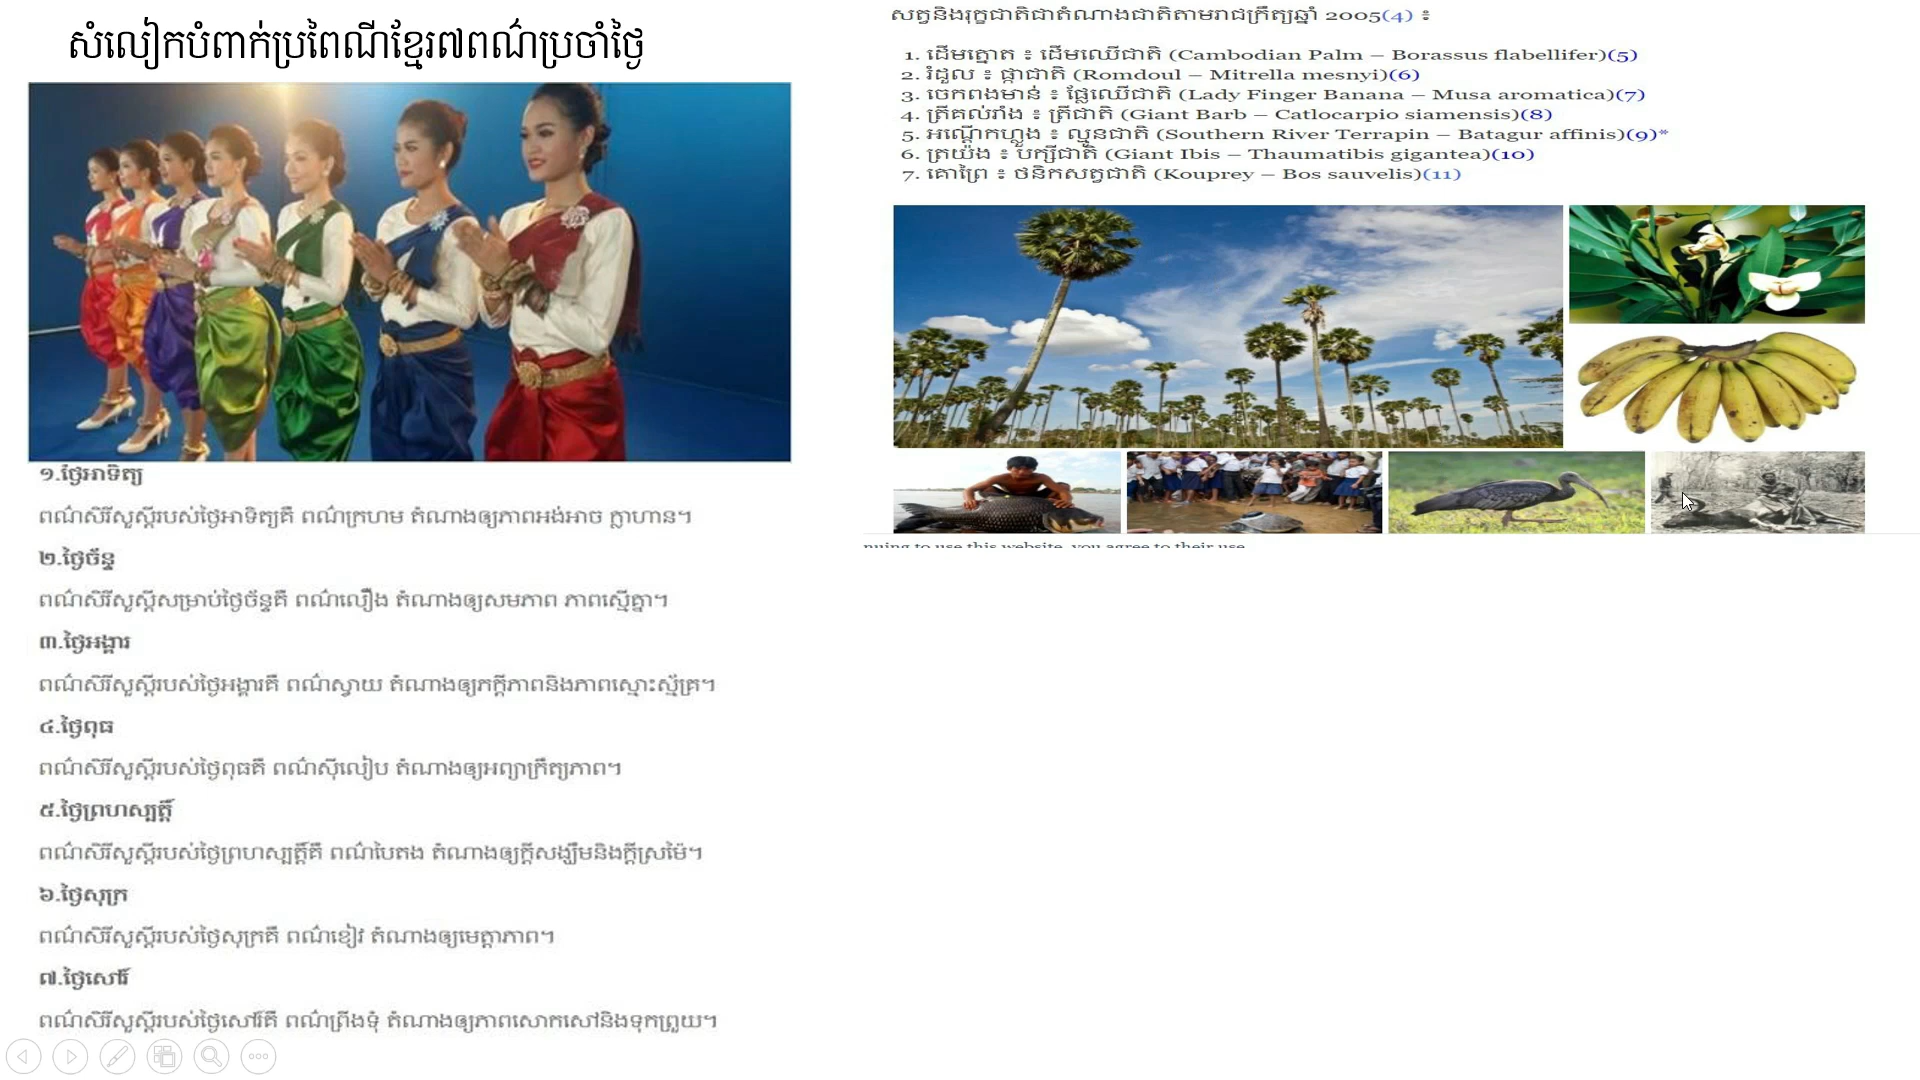 សំលៀកបំពាក់ប្រពៃណីខ្មែរ៧ពណ៌ប្រចាំថ្ងៃ
១.ថ្ងៃអាទិត្យ
ពណ៌សិរីសួស្តីរបស់ថ្ងៃអាទិត្យគឺ ពណ៌ក្រហម តំណាងឲ្យភាពអង់អាច ក្លាហាន។
២.ថ្ងៃច័ន្ទ
ពណ៌សិរីសួស្តីសម្រាប់ថ្ងៃច័ន្ទគឺ ពណ៌លឿង តំណាងឲ្យសមភាព ភាពស្មើគ្នា។
៣.ថ្ងៃអង្គារ
ពណ៌សិរីសួស្តីរបស់ថ្ងៃអង្គារគឺ ពណ៌ស្វាយ តំណាងឲ្យភក្តីភាពនិងភាពស្មោះស្ម័គ្រ។
៤.ថ្ងៃពុធ
ពណ៌សិរីសួស្តីរបស់ថ្ងៃពុធគឺ ពណ៌ស៊ីលៀប តំណាងឲ្យអព្យាក្រឹត្យភាព។
៥.ថ្ងៃព្រហស្បត្តិ៍
ពណ៌សិរីសួស្តីរបស់ថ្ងៃព្រហស្បត្តិ៍គឺ ពណ៌បៃតង តំណាងឲ្យក្តីសង្ឃឹមនិងក្តីស្រម៉ៃ។
៦.ថ្ងៃសុក្រ
ពណ៌សិរីសួស្តីរបស់ថ្ងៃសុក្រគឺ ពណ៌ខៀវ តំណាងឲ្យមេត្តាភាព។
៧.ថ្ងៃសៅរ៍
ពណ៌សិរីសួស្តីរបស់ថ្ងៃសៅរ៍គឺ ពណ៌ព្រីងទុំ តំណាងឲ្យភាពសោកសៅនិងទុកព្រួយ។
សត្វនិងរុក្ខជាតិជាតំណាងជាតិតាមរាជក្រឹត្យឆ្នាំ 2005(4) ៖
1. ដើមត្នោត ៖ ដើមឈើជាតិ (Cambodian Palm – Borassus flabellifer)(5)
2. រំដួល ៖ ផ្កាជាតិ (Romdoul – Mitrella mesnyi)(6)
3. ចេកពងមាន់ ៖ ផ្លែឈើជាតិ (Lady Finger Banana – Musa aromatica)(7)
4. ត្រីគល់រាំង ៖ ត្រីជាតិ (Giant Barb – Catlocarpio siamensis)(8)
5. អណ្ដើកហ្លួង ៖ ល្មូនជាតិ (Southern River Terrapin – Batagur affinis)(9)*
6. ត្រយ៉ង ៖ បក្សីជាតិ (Giant Ibis – Thaumatibis gigantea)(10)
7. គោព្រៃ ៖ ថនិកសត្វជាតិ (Kouprey – Bos sauvelis)(11)
nuing to use this website, you agree to their use